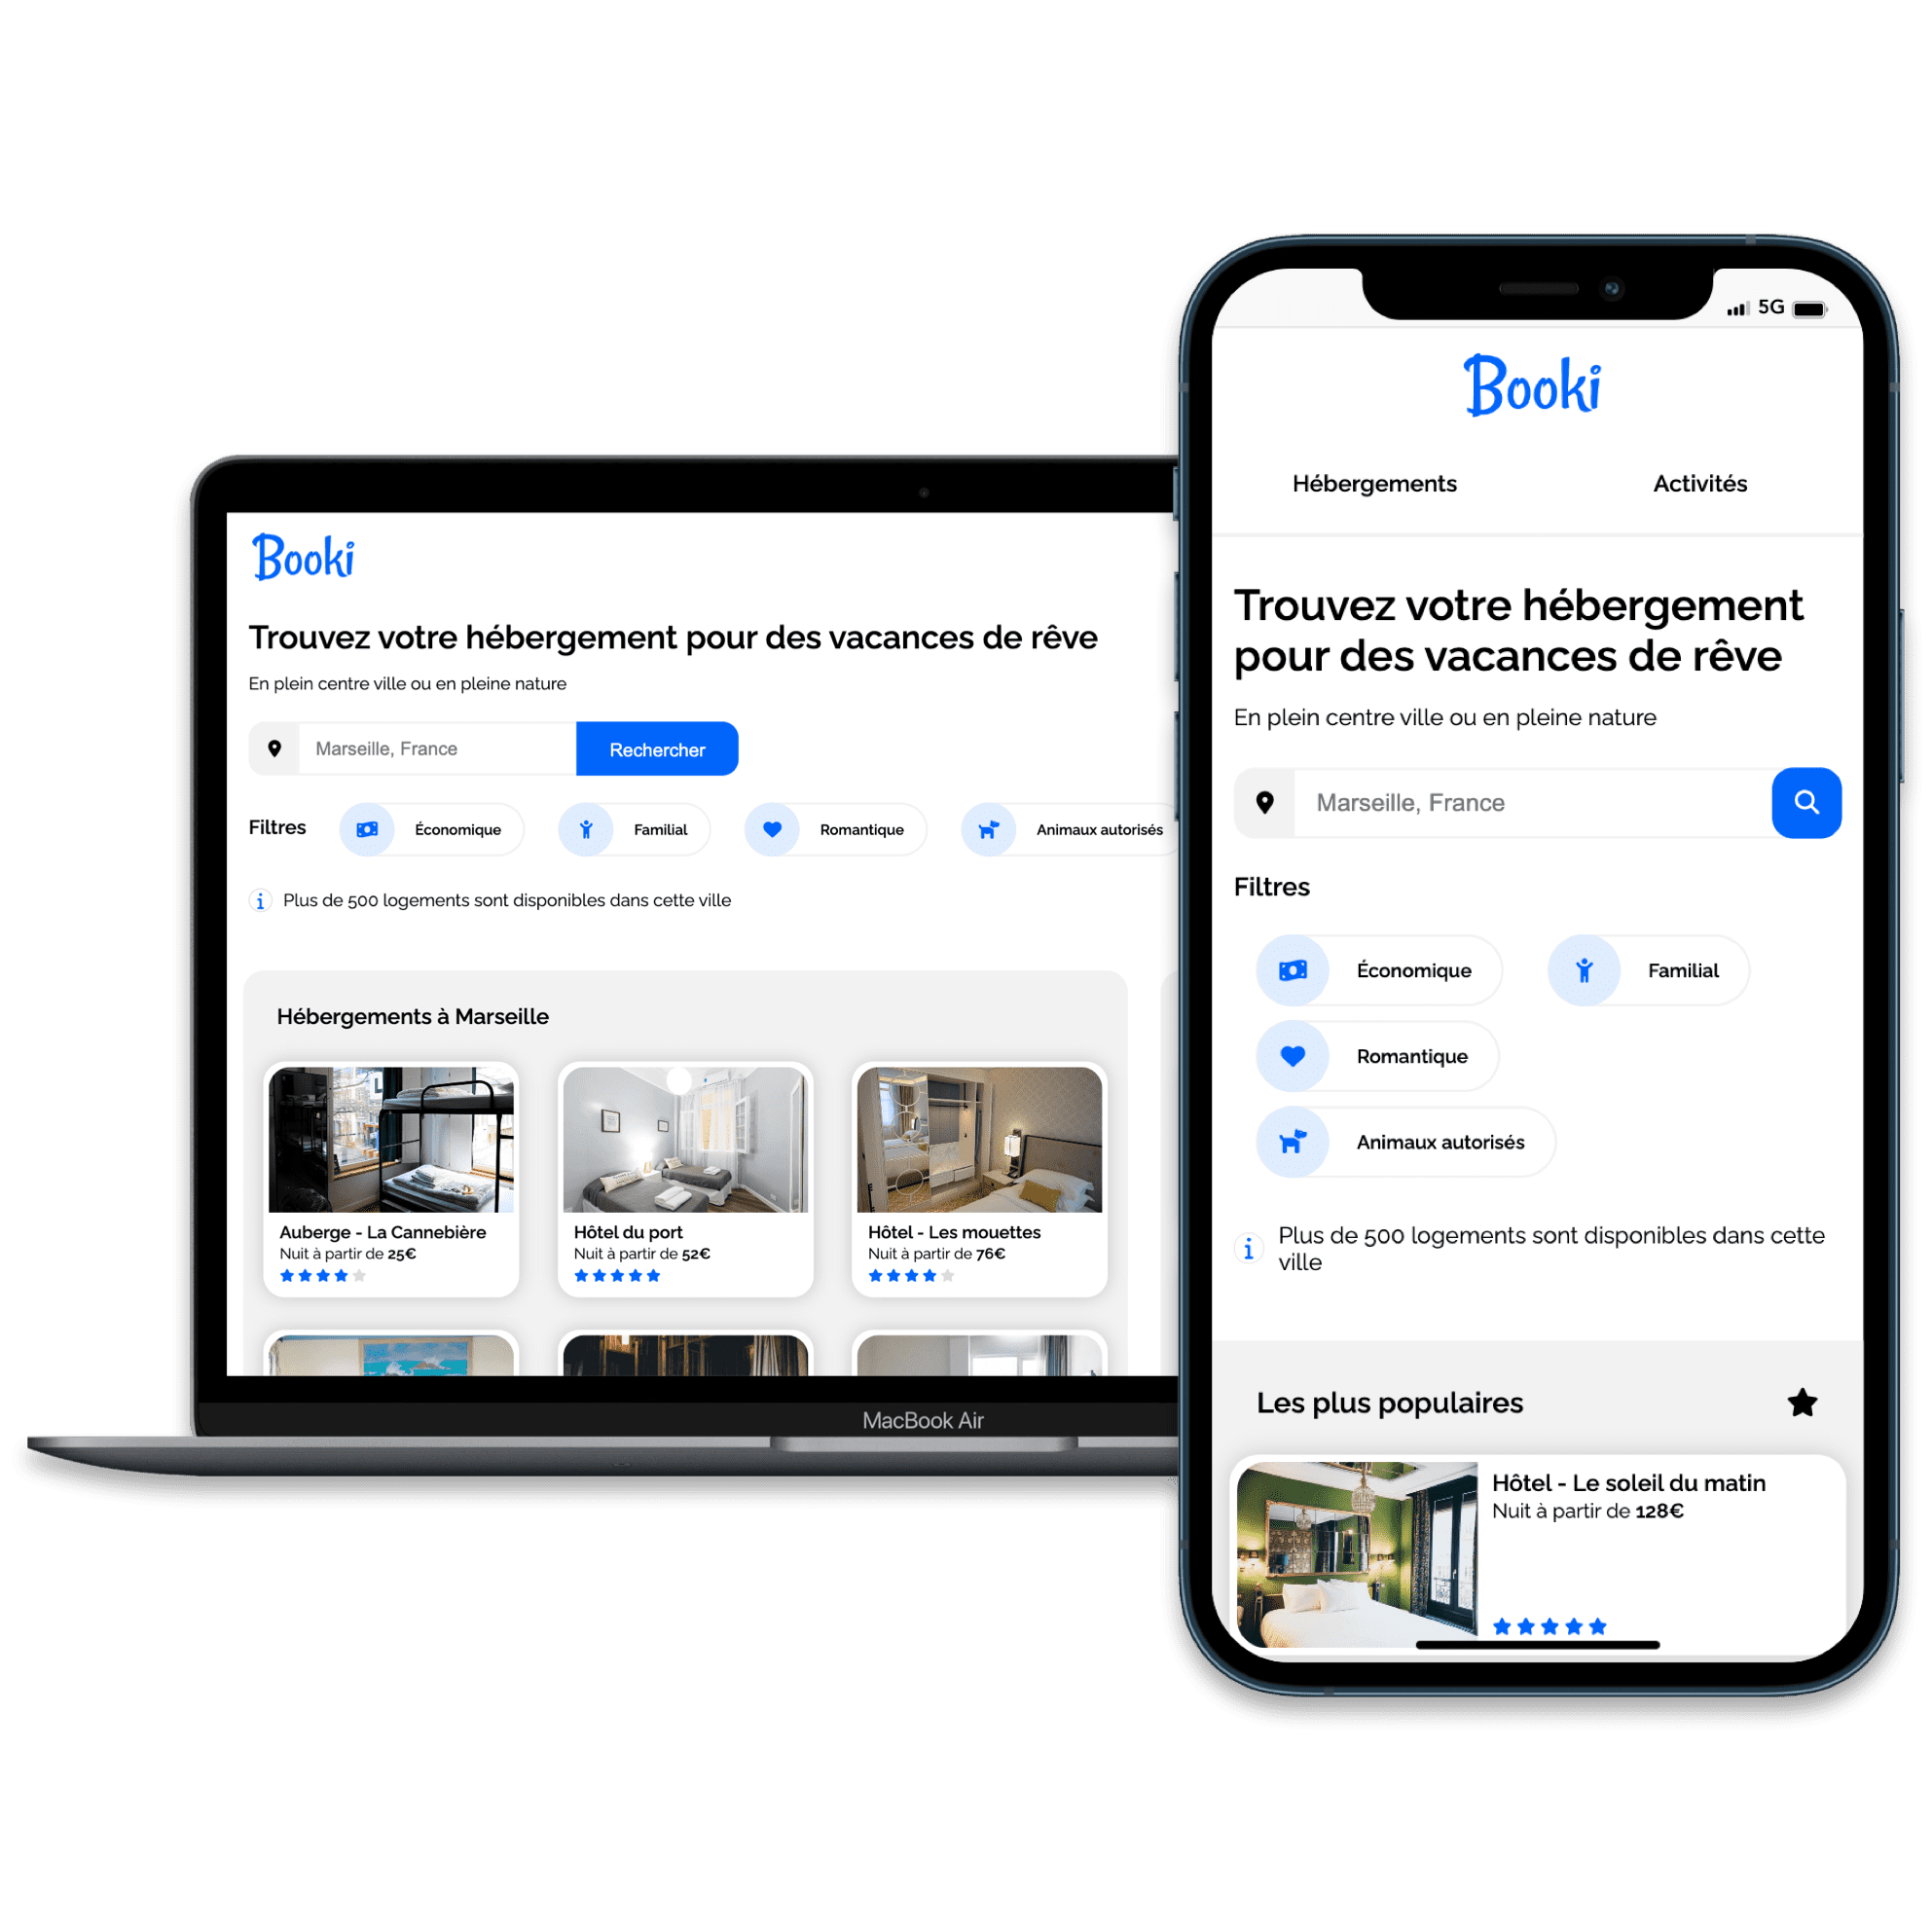 Booki
Trouvez votre hébergement pour des vacances de rêve
En plein centre ville ou en pleine nature
Marseille, France
Rechercher
Filtres
Économique
Familial
Romantique
Animaux autorisés
Plus de 500 logements sont disponibles dans cette ville
Hébergements à Marseille
Auberge - La Cannebière
Nuit à partir de 25€
Hôtel du port
Nuit à partir de 52€
Hôtel - Les mouettes
Nuit à partir de 76€
MacBook Air
5G
Booki
Hébergements
Activités
Trouvez votre hébergement
pour des vacances de rêve
En plein centre ville ou en pleine nature
Marseille, France
Filtres
Économique
Familial
Romantique
Animaux autorisés
Plus de 500 logements sont disponibles dans cette
ville
Les plus populaires
Hôtel - Le soleil du matin
Nuit à partir de 128€